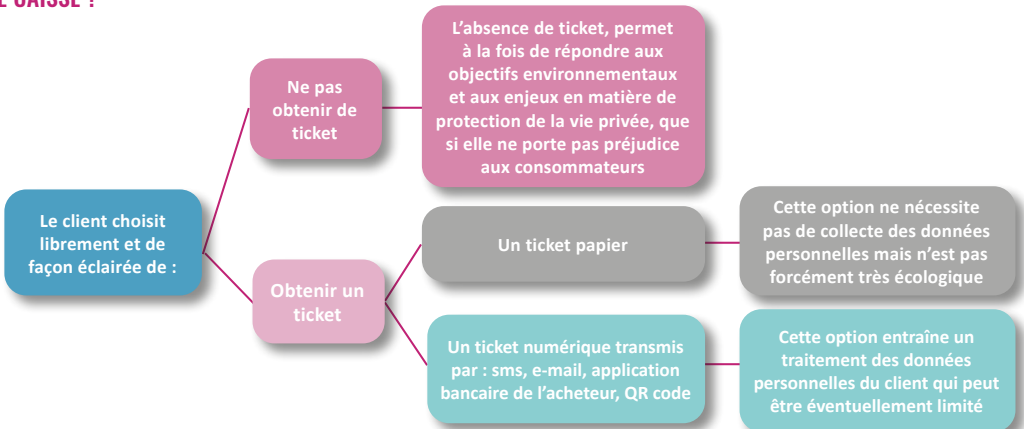 Le client choisit
librement et de
façon éclairée de :
Ne pas
obtenir de
ticket
L'absence de ticket, permet
à la fois de répondre aux
objectifs environnementaux
et aux enjeux en matière de
protection de la vie privée, que
si elle ne porte pas préjudice
aux consommateurs
Obtenir un
ticket
Un ticket papier
Cette option ne nécessite
pas de collecte des données
personnelles mais n'est pas
forcément très écologique
Un ticket numérique transmis
par : sms, e-mail, application
bancaire de l'acheteur, QR code
Cette option entraîne un
traitement des données
personnelles du client qui peut
être éventuellement limité